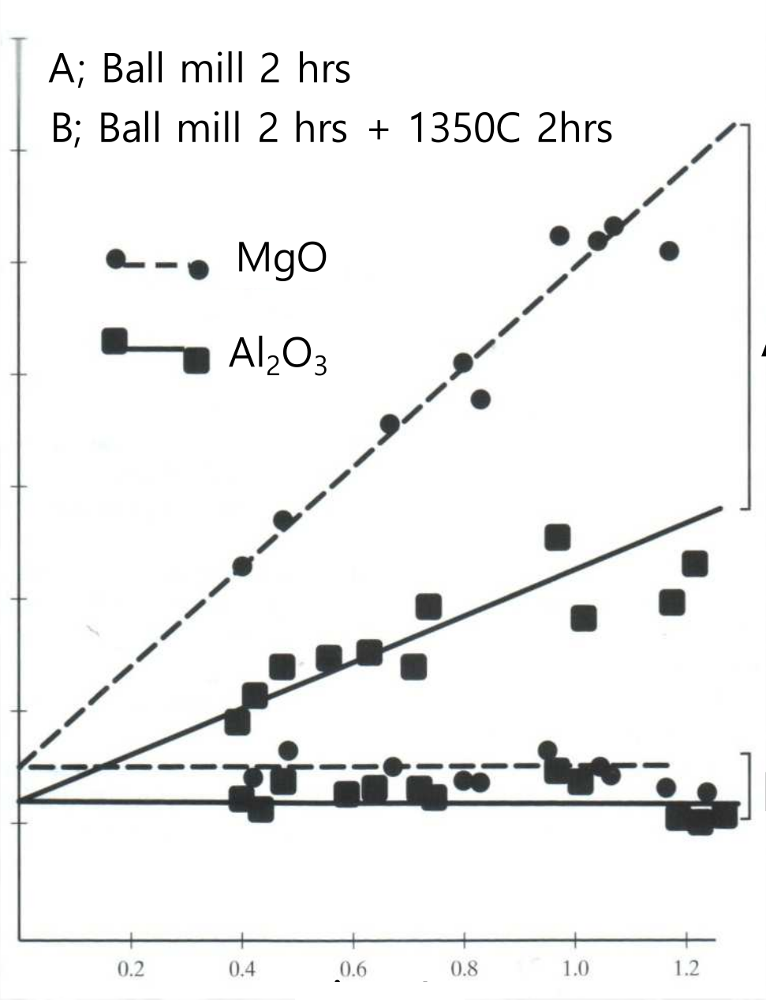 A; Ball mill 2 hrs
B; Ball mill 2 hrs + 1350C 2hrs
MgO
Al₂O₃
0.2 0.4 0.6 0.8 1.0 1.2